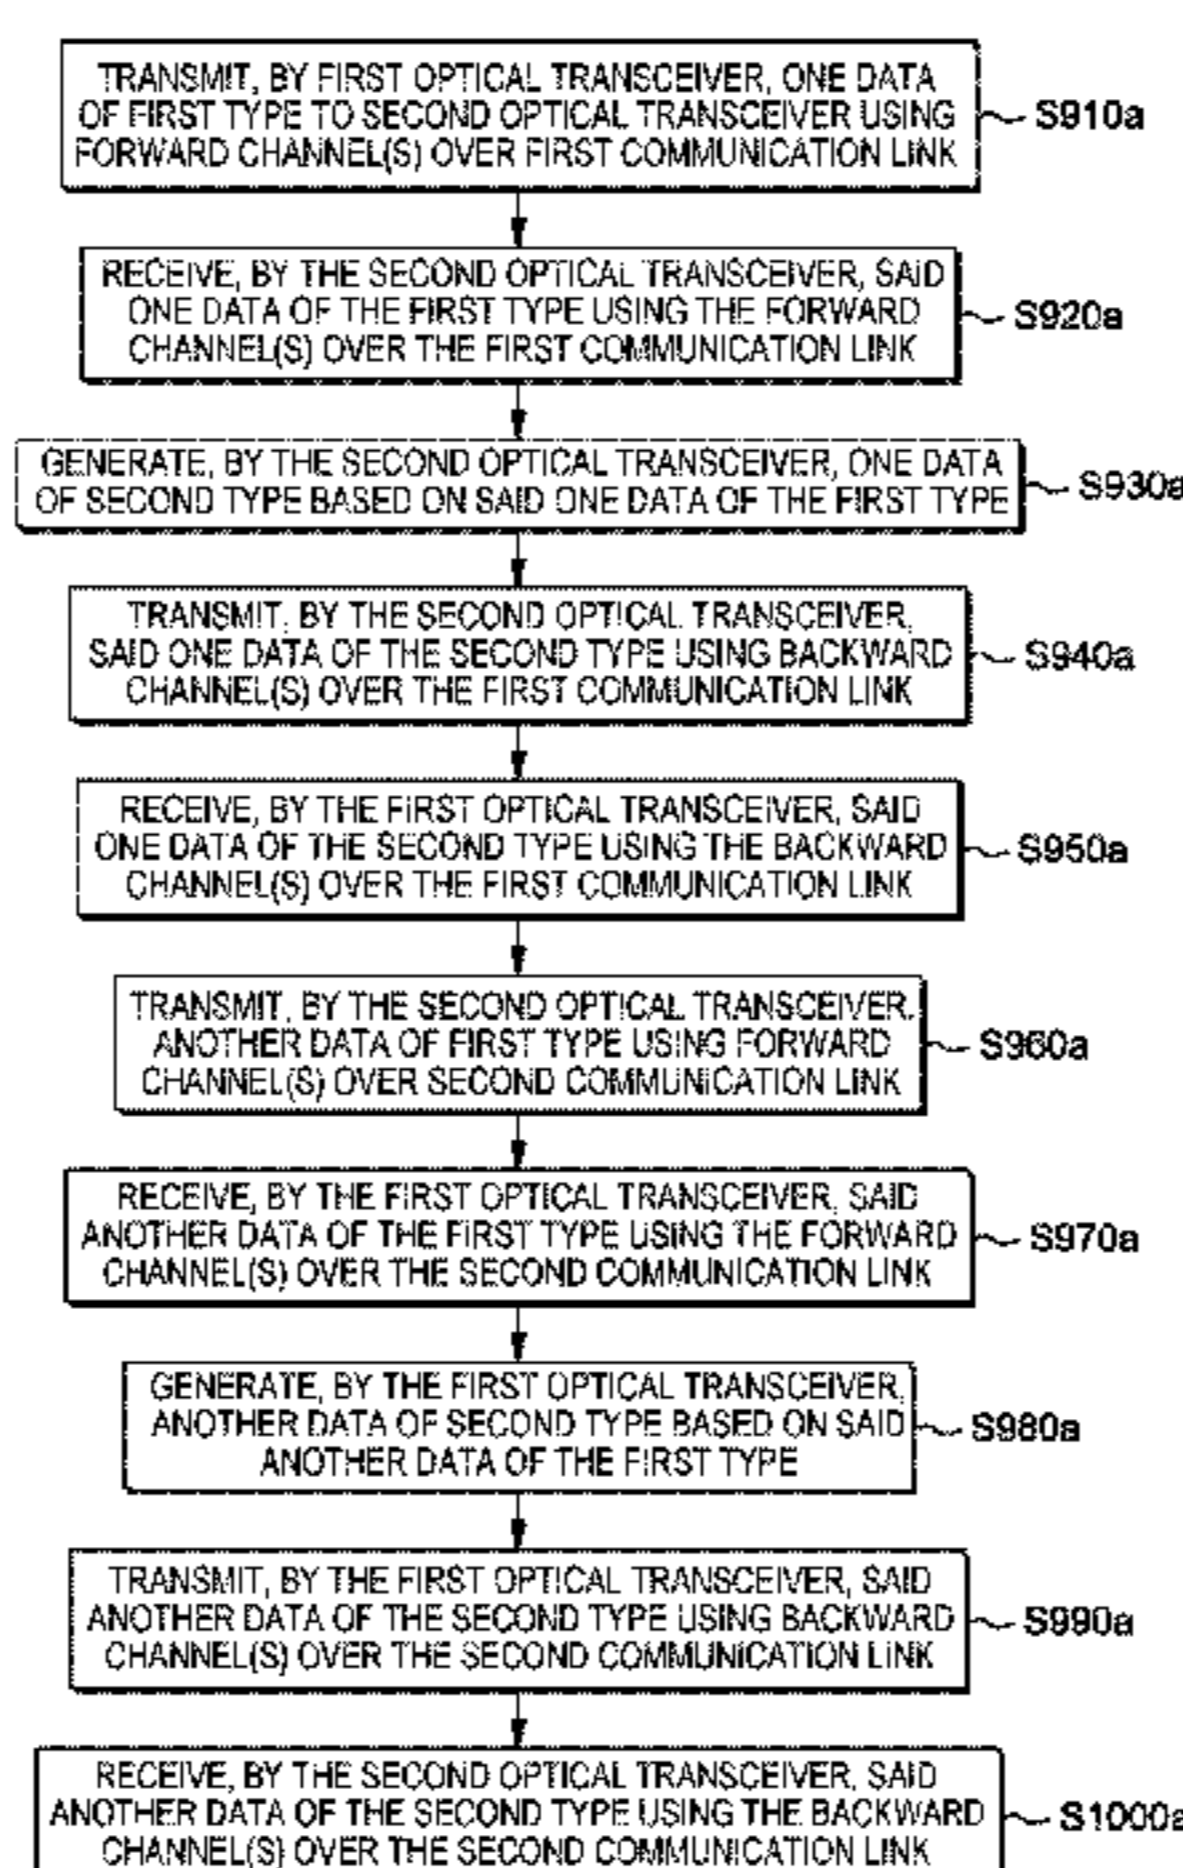 TRANSMIT, BY FIRST OPTICAL TRANSCEIVER, ONE DATA
OF FIRST TYPE TO SECOND OPTICAL TRANSCEIVER USING
FORWARD CHANNEL(S) OVER FIRST COMMUNICATION LINK
S910a
RECEIVE, BY THE SECOND OPTICAL TRANSCEIVER, SAID
ONE DATA OF THE FIRST TYPE USING THE FORWARD
CHANNEL(S) OVER THE FIRST COMMUNICATION LINK
S920a
GENERATE, BY THE SECOND OPTICAL TRANSCEIVER, ONE DATA
OF SECOND TYPE BASED ON SAID ONE DATA OF THE FIRST TYPE
S930a
TRANSMIT, BY THE SECOND OPTICAL TRANSCEIVER,
SAID ONE DATA OF THE SECOND TYPE USING BACKWARD
CHANNEL(S) OVER THE FIRST COMMUNICATION LINK
S940a
RECEIVE, BY THE FIRST OPTICAL TRANSCEIVER, SAID
ONE DATA OF THE SECOND TYPE USING THE BACKWARD
CHANNEL(S) OVER THE FIRST COMMUNICATION LINK
S950a
TRANSMIT, BY THE SECOND OPTICAL TRANSCEIVER,
ANOTHER DATA OF FIRST TYPE USING FORWARD
CHANNEL(S) OVER SECOND COMMUNICATION LINK
S960a
RECEIVE, BY THE FIRST OPTICAL TRANSCEIVER, SAID
ANOTHER DATA OF THE FIRST TYPE USING THE FORWARD
CHANNEL(S) OVER THE SECOND COMMUNICATION LINK
S970a
GENERATE, BY THE FIRST OPTICAL TRANSCEIVER,
ANOTHER DATA OF SECOND TYPE BASED ON SAID
ANOTHER DATA OF THE FIRST TYPE
S980a
TRANSMIT, BY THE FIRST OPTICAL TRANSCEIVER, SAID
ANOTHER DATA OF THE SECOND TYPE USING BACKWARD
CHANNEL(S) OVER THE SECOND COMMUNICATION LINK
S990a
RECEIVE, BY THE SECOND OPTICAL TRANSCEIVER, SAID
ANOTHER DATA OF THE SECOND TYPE USING THE BACKWARD
CHANNEL(S) OVER THE SECOND COMMUNICATION LINK
S1000a